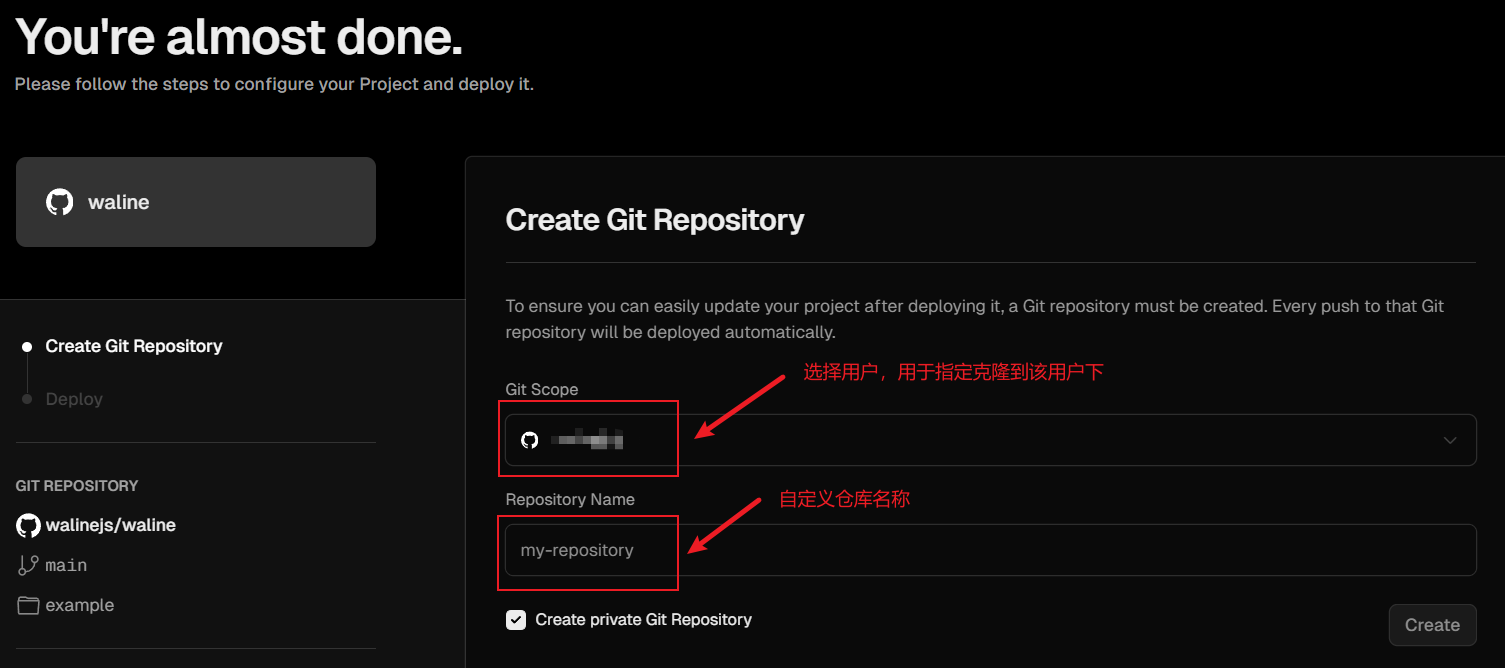 You're almost done.
Please follow the steps to configure your Project and deploy it.
waline
Create Git Repository
Deploy
GIT REPOSITORY
walinejs/waline
main
example
Create Git Repository
To ensure you can easily update your project after deploying it, a Git repository must be created. Every push to that Git
repository will be deployed automatically.
选择用户，用于指定克隆到该用户下
Git Scope
Repository Name
自定义仓库名称
my-repository
Create private Git Repository
Create